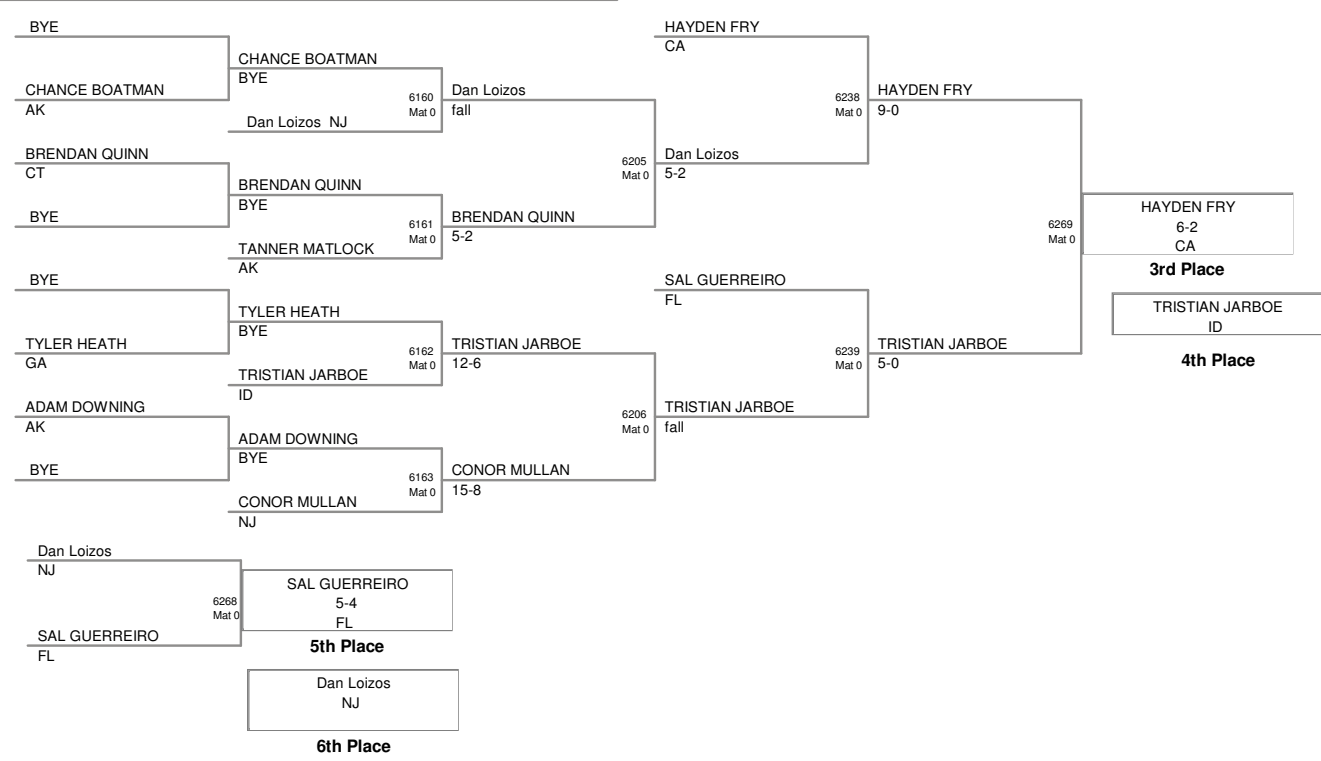 BYE
CHANCE BOATMAN
AK
BRENDAN QUINN
CT
BYE
BYE
TYLER HEATH
GA
ADAM DOWNING
AK
BYE
CHANCE BOATMAN
BYE
Dan Loizos NJ
BRENDAN QUINN
BYE
TANNER MATLOCK
AK
TYLER HEATH
BYE
TRISTIAN JARBOE
ID
ADAM DOWNING
BYE
CONOR MULLAN
NJ
6160
Mat 0
Dan Loizos
fall
6161
Mat 0
BRENDAN QUINN
5-2
6162
Mat 0
TRISTIAN JARBOE
12-6
6163
Mat 0
CONOR MULLAN
15-8
HAYDEN FRY
CA
6205
Mat 0
Dan Loizos
5-2
SAL GUERREIRO
FL
6206
Mat 0
TRISTIAN JARBOE
fall
6238
Mat 0
HAYDEN FRY
9-0
6239
Mat 0
TRISTIAN JARBOE
5-0
6269
Mat 0
HAYDEN FRY
6-2
CA
3rd Place
TRISTIAN JARBOE
ID
4th Place
Dan Loizos
NJ
SAL GUERREIRO
FL
6268
Mat 0
SAL GUERREIRO
5-4
FL
5th Place
Dan Loizos
NJ
6th Place